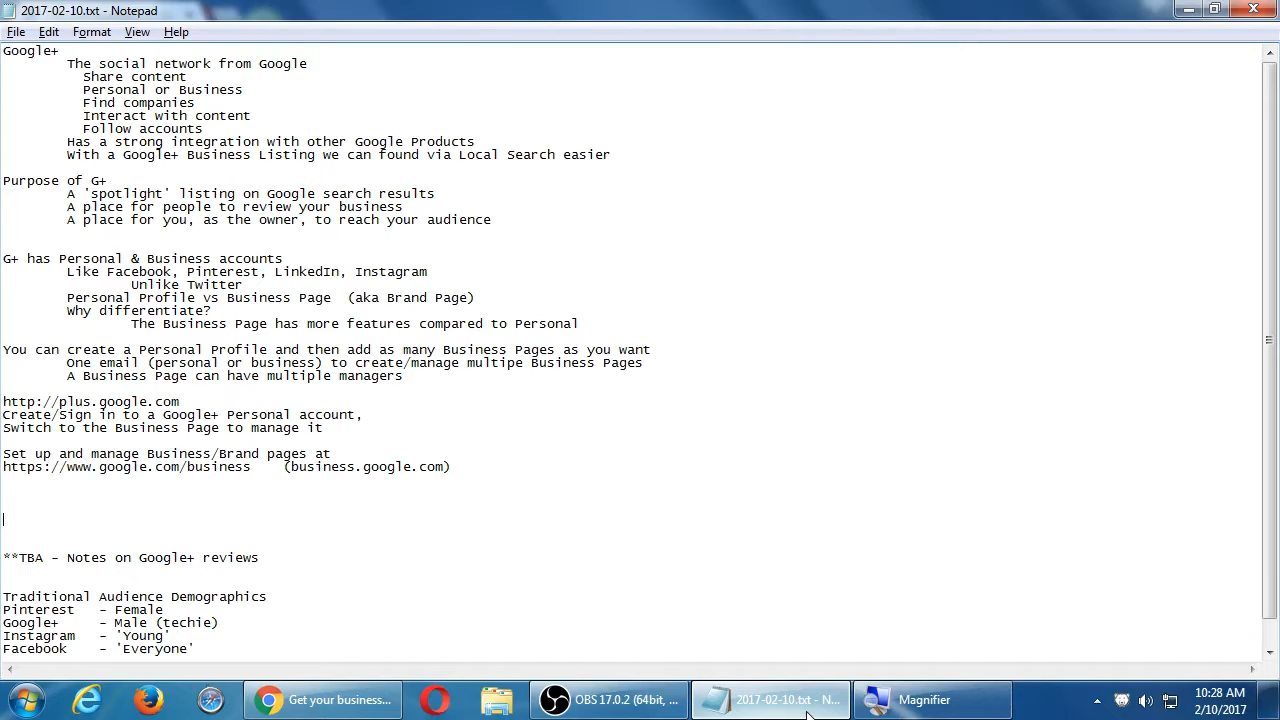 2017-02-10.txt - Notepad
File Edit Format View Help
Google+
The social network from Google
Share content
Personal or Business
Find companies
Interact with content
Follow accounts
Has a strong integration with other Google Products
With a Google+ Business Listing we can found via Local Search easier
Purpose of G+
A 'spotlight' listing on Google search results
A place for people to review your business
A place for you, as the owner, to reach your audience
G+ has Personal & Business accounts
Like Facebook, Pinterest, LinkedIn, Instagram
Unlike Twitter
Personal Profile vs Business Page (aka Brand Page)
Why differentiate?
The Business Page has more features compared to Personal
You can create a Personal Profile and then add as many Business Pages as you want
One email (personal or business) to create/manage multipe Business Pages
A Business Page can have multiple managers
http://plus.google.com
Create/Sign in to a Google+ Personal account,
Switch to the Business Page to manage it
Set up and manage Business/Brand pages at
https://www.google.com/business (business.google.com)
**TBA - Notes on Google+ reviews
Traditional Audience Demographics
Pinterest - Female
Google+ - Male (techie)
Instagram - 'Young'
Facebook - 'Everyone'
Get your business... OBS 17.0.2 (64bit, ... 2017-02-10.txt - N... Magnifier
10:28 AM
2/10/2017